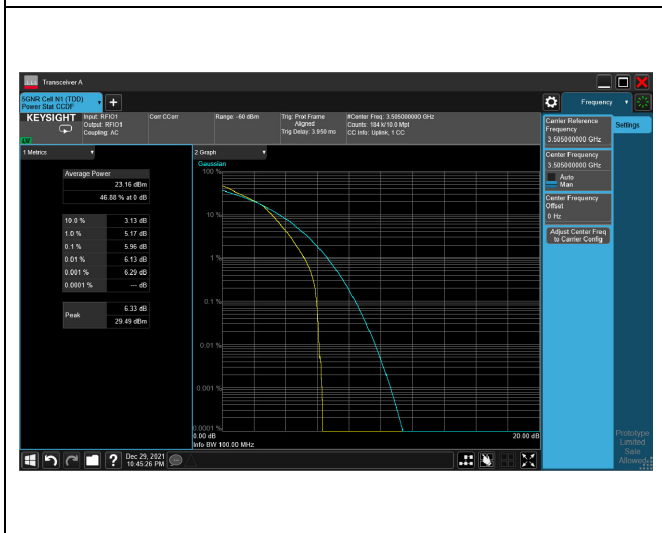 Transceiver A
5GNR Cell N1 (TDD)
Power Stat CCDF
Frequency
KEYSIGHT
Input: RFIO1
Output: RFIO1
Coupling: AC
Corr CCorr
Range: -60 dBm
Trig: Prot Frame
Aligned
Trig Delay: 3.950 ms
#Center Freq: 3.505000000 GHz
Counts: 184 k/10.0 Mpt
CC Info: Uplink, 1 CC
1 Metrics
Average Power
23.16 dBm
46.88 % at 0 dB
10.0 % 3.13 dB
1.0 % 5.17 dB
0.1 % 5.96 dB
0.01 % 6.13 dB
0.001 % 6.29 dB
0.0001 % --- dB
Peak 6.33 dB
29.49 dBm
2 Graph
Gaussian
100 %
10 %
1 %
0.1 %
0.01 %
0.001 %
0.0001 %
0.00 dB 20.00 dB
Info BW 100.00 MHz
Carrier Reference
Frequency
3.505000000 GHz
Settings
Center Frequency
3.505000000 GHz
Auto
Man
Center Frequency
Offset
0 Hz
Adjust Center Freq
to Carrier Config
Prototype
Limited
Sale
Allowed
?
Dec 29, 2021
10:45:26 PM